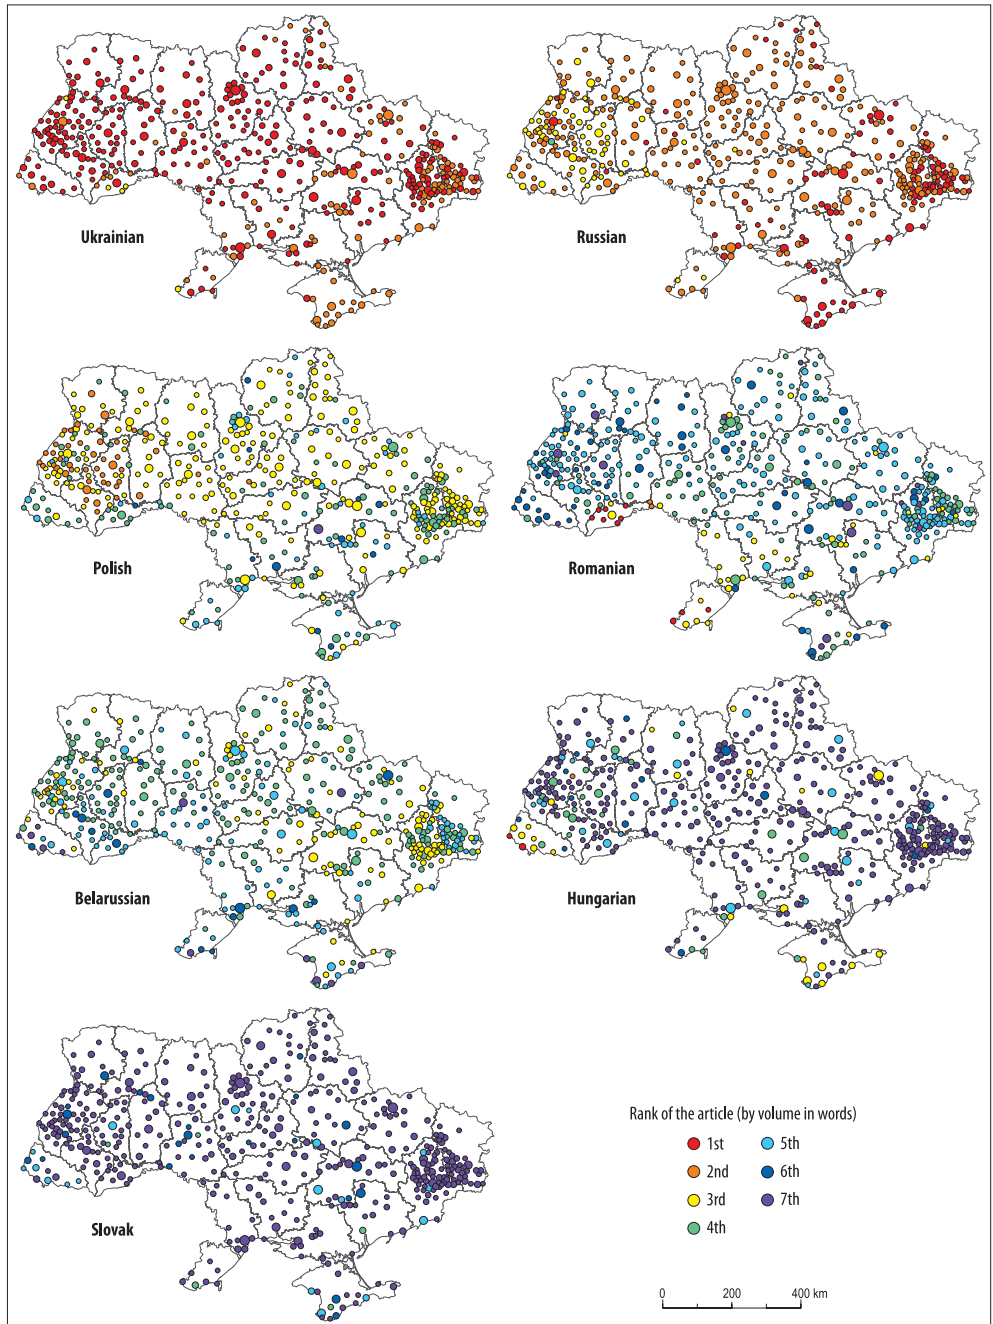 Ukrainian
Russian
Polish
Romanian
Belarussian
Hungarian
Slovak
Rank of the article (by volume in words)
1st
2nd
3rd
4th
5th
6th
7th
0 200 400 km